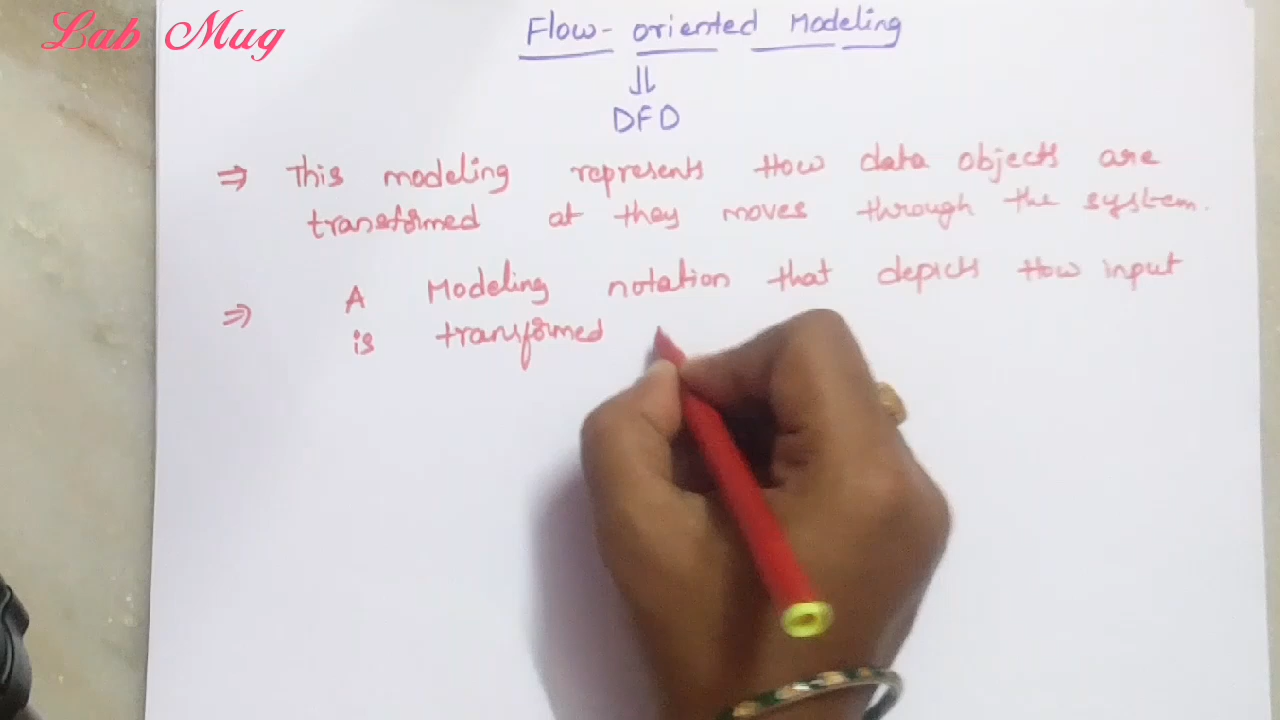 Lab Mug
Flow-oriented Modeling
⇓
DFD
⇒ This modeling represents How data objects are
transformed at they moves through the system.
⇒ A Modeling notation that depicts How input
is transformed